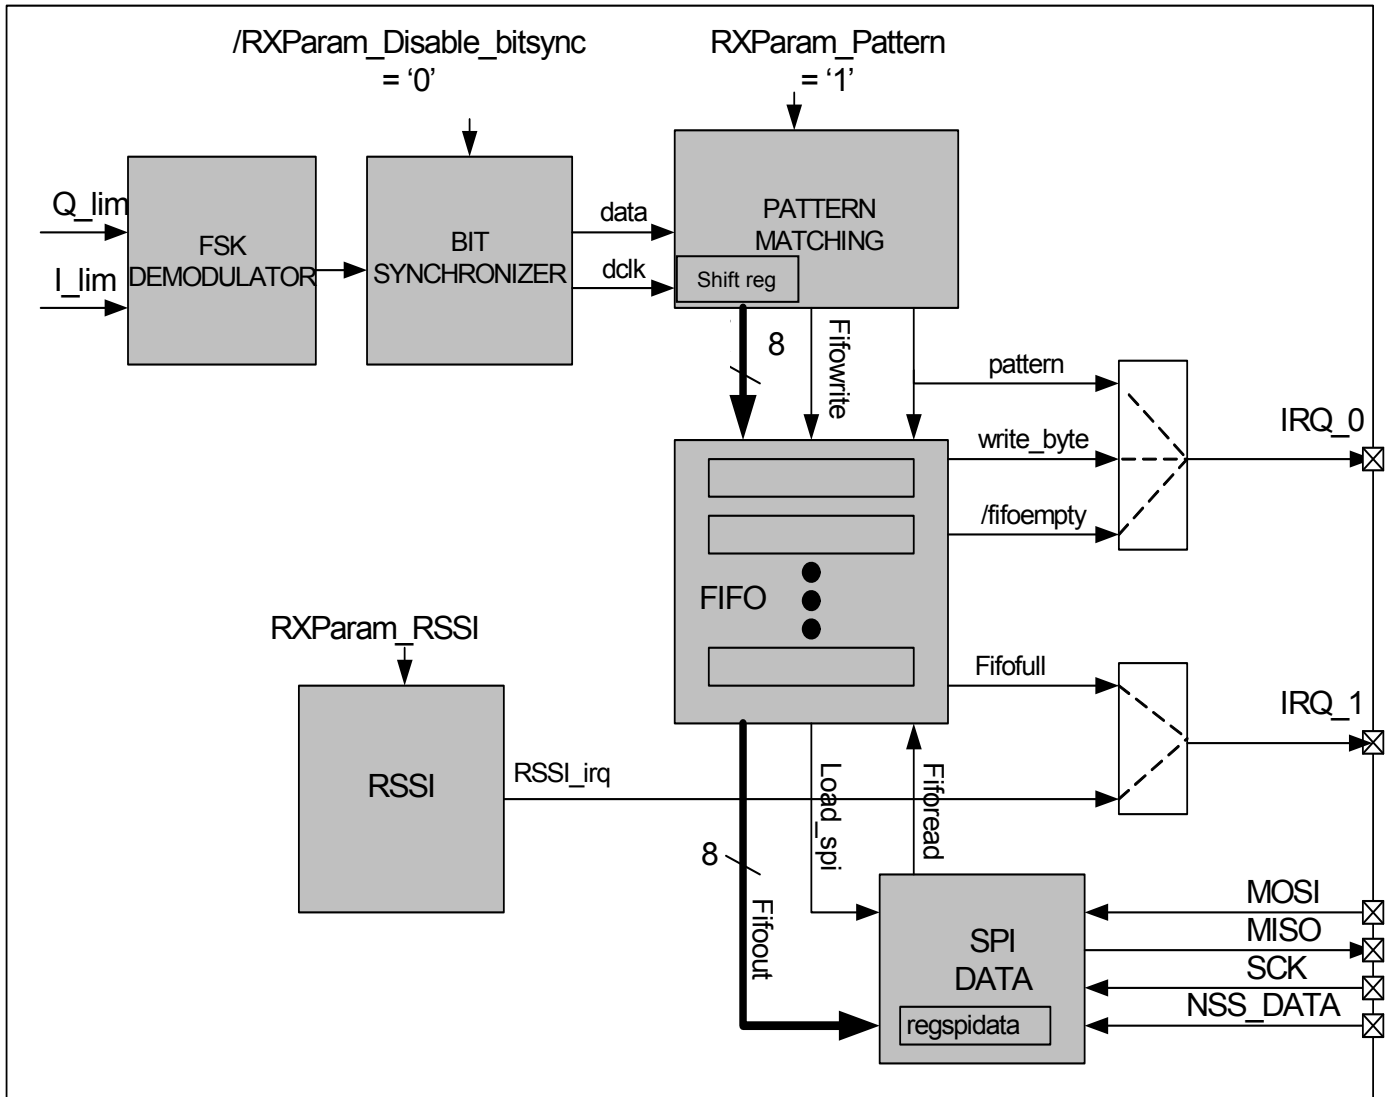 /RXParam_Disable_bitsync
= ‘0’
RXParam_Pattern
= ‘1’
Q_lim
I_lim
FSK
DEMODULATOR
BIT
SYNCHRONIZER
data
dclk
PATTERN
MATCHING
Shift reg
8
Fifowrite
pattern
write_byte
/fifoempty
IRQ_0
FIFO
Fifofull
IRQ_1
RXParam_RSSI
RSSI
RSSI_irq
Load_spi
Fiforead
8
Fifoout
SPI
DATA
regspidata
MOSI
MISO
SCK
NSS_DATA